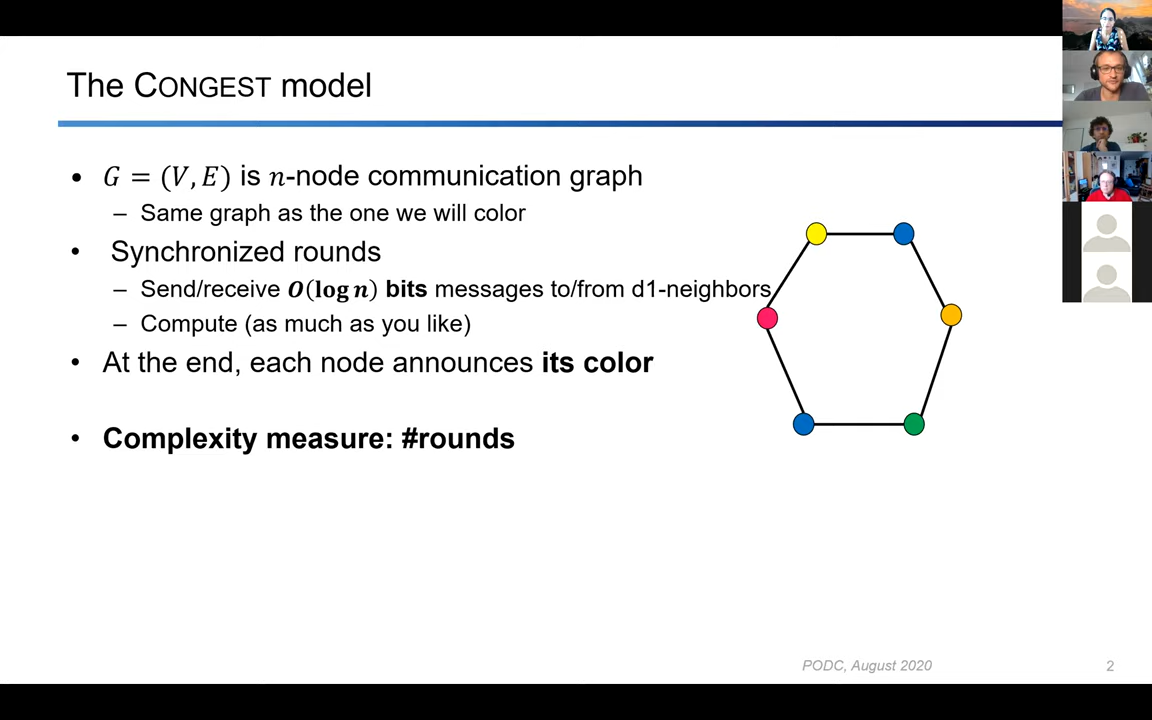 The CONGEST model
• G = (V, E) is n-node communication graph
– Same graph as the one we will color
• Synchronized rounds
– Send/receive O(log n) bits messages to/from d1-neighbors
– Compute (as much as you like)
• At the end, each node announces its color
• Complexity measure: #rounds
PODC, August 2020
2